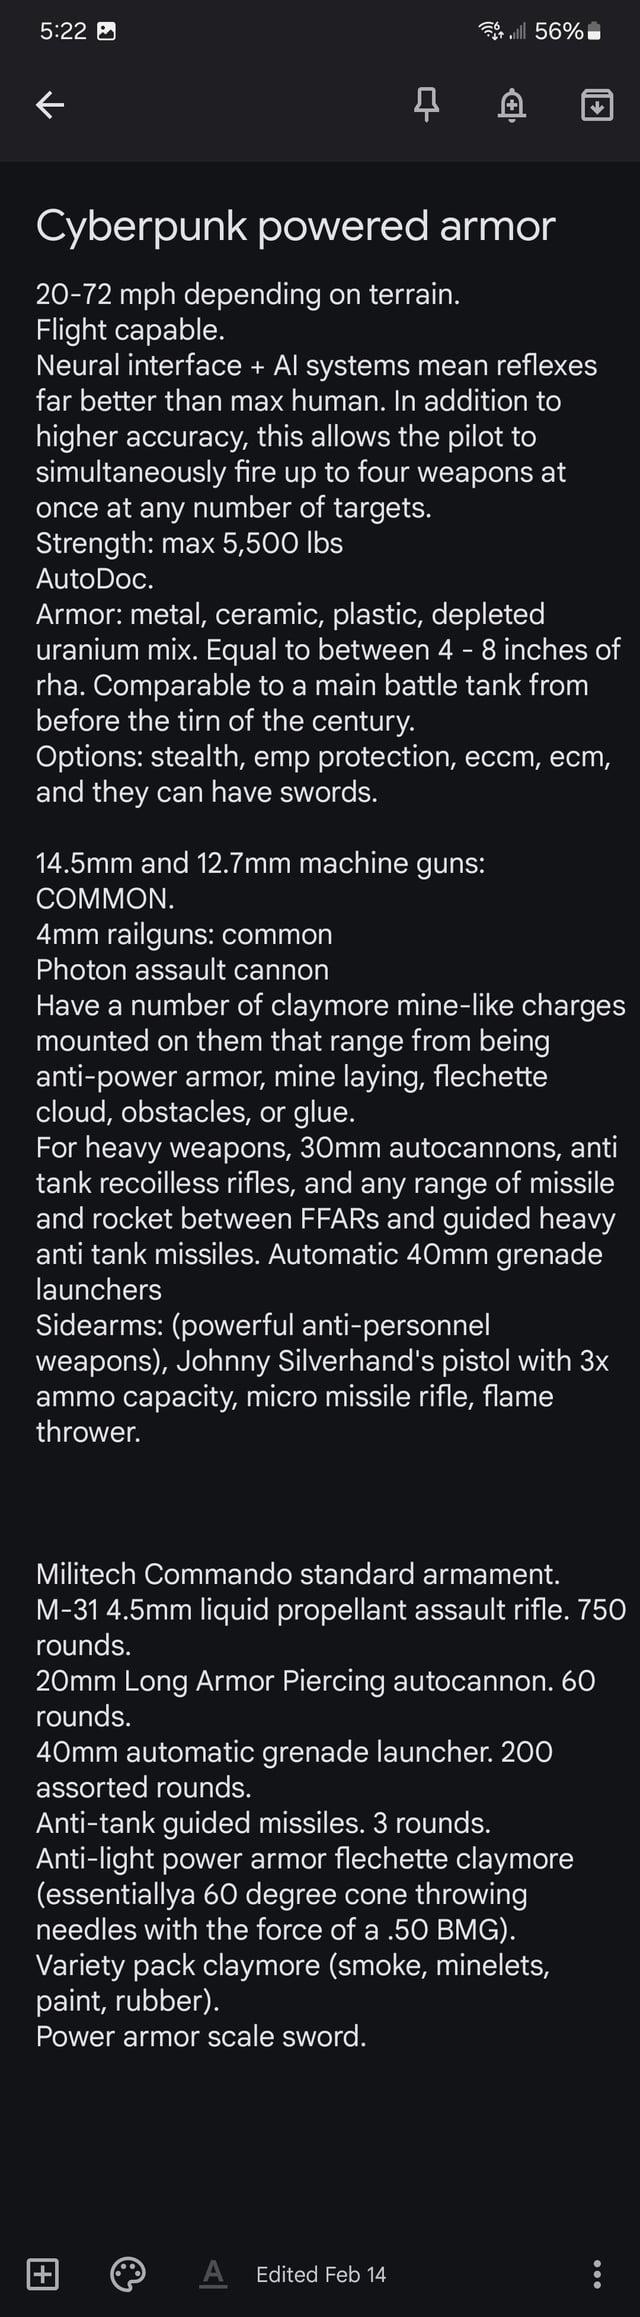 5:22
56%
Cyberpunk powered armor
20-72 mph depending on terrain.
Flight capable.
Neural interface + AI systems mean reflexes
far better than max human. In addition to
higher accuracy, this allows the pilot to
simultaneously fire up to four weapons at
once at any number of targets.
Strength: max 5,500 lbs
AutoDoc.
Armor: metal, ceramic, plastic, depleted
uranium mix. Equal to between 4 - 8 inches of
rha. Comparable to a main battle tank from
before the tirn of the century.
Options: stealth, emp protection, eccm, ecm,
and they can have swords.
14.5mm and 12.7mm machine guns:
COMMON.
4mm railguns: common
Photon assault cannon
Have a number of claymore mine-like charges
mounted on them that range from being
anti-power armor, mine laying, flechette
cloud, obstacles, or glue.
For heavy weapons, 30mm autocannons, anti
tank recoilless rifles, and any range of missile
and rocket between FFARs and guided heavy
anti tank missiles. Automatic 40mm grenade
launchers
Sidearms: (powerful anti-personnel
weapons), Johnny Silverhand's pistol with 3x
ammo capacity, micro missile rifle, flame
thrower.
Militech Commando standard armament.
M-31 4.5mm liquid propellant assault rifle. 750
rounds.
20mm Long Armor Piercing autocannon. 60
rounds.
40mm automatic grenade launcher. 200
assorted rounds.
Anti-tank guided missiles. 3 rounds.
Anti-light power armor flechette claymore
(essentiallya 60 degree cone throwing
needles with the force of a .50 BMG).
Variety pack claymore (smoke, minelets,
paint, rubber).
Power armor scale sword.
A
Edited Feb 14